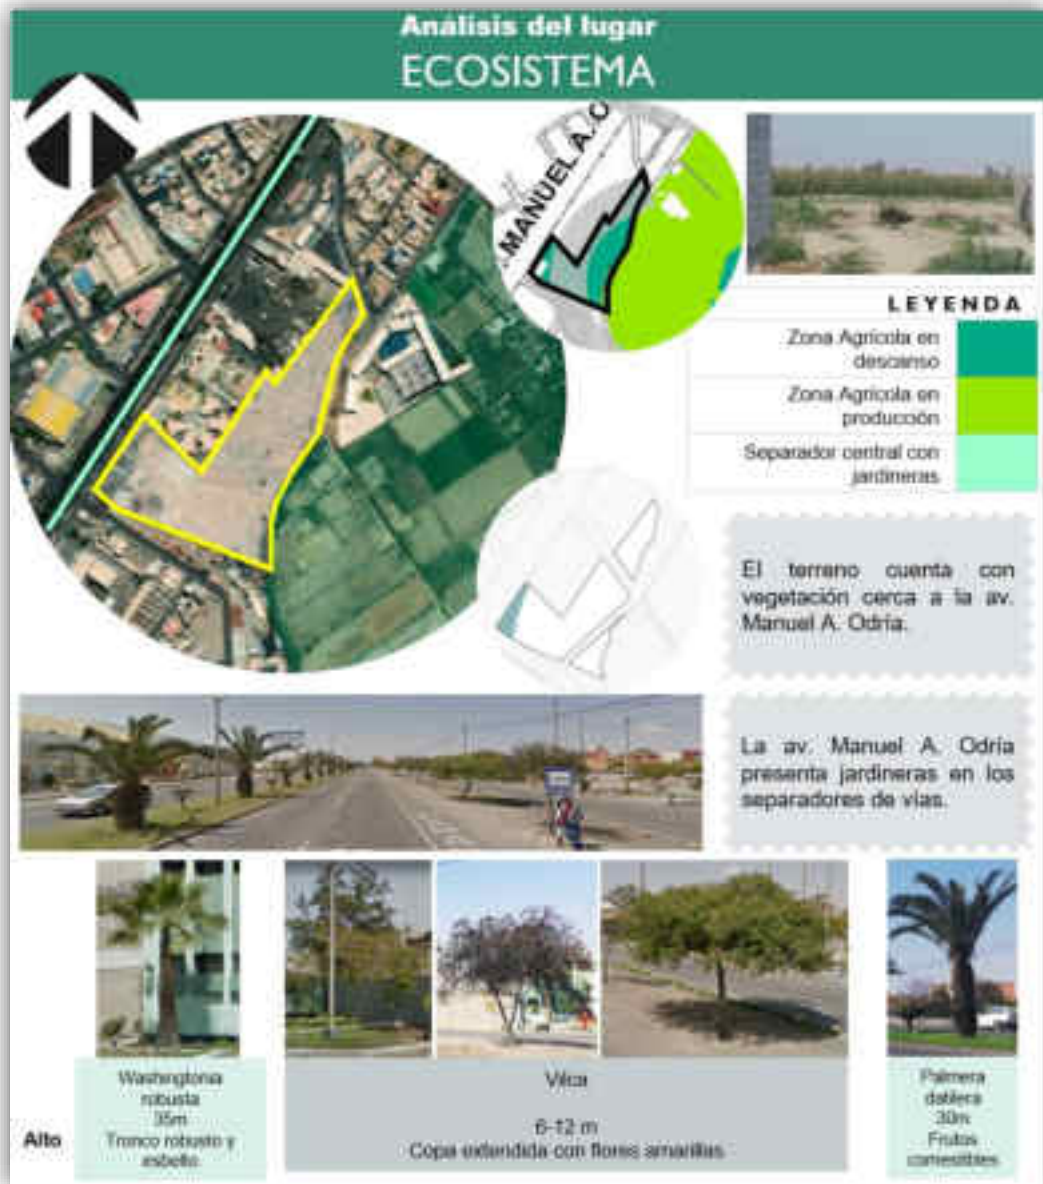 Análisis del lugar
ECOSISTEMA
.MANUEL A. O
LEYENDA
Zona Agrícola en
descanso
Zona Agrícola en
producción
Separador central con
jardineras
El terreno cuenta con
vegetación cerca a la av.
Manuel A. Odría.
La av. Manuel A. Odría
presenta jardineras en los
separadores de vías.
Washingtonia
robusta
35m
Tronco robusto y
esbelto
Vilca
6-12 m
Copa extendida con flores amarillas
Palmera
datilera
30m
Frutos
comestibles
Alto